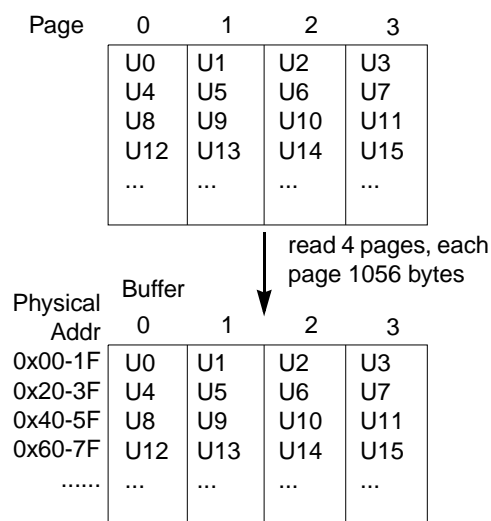 Page 0 1 2 3
U0 U1 U2 U3
U4 U5 U6 U7
U8 U9 U10 U11
U12 U13 U14 U15
... ... ... ...
read 4 pages, each
page 1056 bytes
Buffer
Physical
Addr 0 1 2 3
0x00-1F U0 U1 U2 U3
0x20-3F U4 U5 U6 U7
0x40-5F U8 U9 U10 U11
0x60-7F U12 U13 U14 U15
...... ... ... ... ...